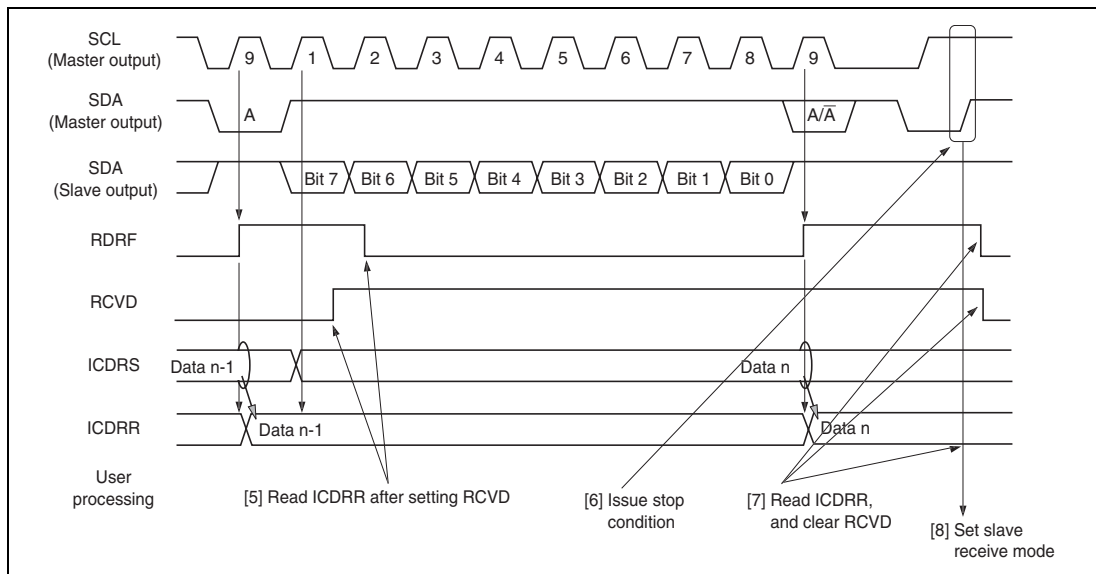 SCL
(Master output)
9 1 2 3 4 5 6 7 8 9
SDA
(Master output)
A A/A̅
SDA
(Slave output)
Bit 7 Bit 6 Bit 5 Bit 4 Bit 3 Bit 2 Bit 1 Bit 0
RDRF
RCVD
ICDRS
Data n-1 Data n
ICDRR
Data n-1 Data n
User
processing
[5] Read ICDRR after setting RCVD
[6] Issue stop
condition
[7] Read ICDRR,
and clear RCVD
[8] Set slave
receive mode